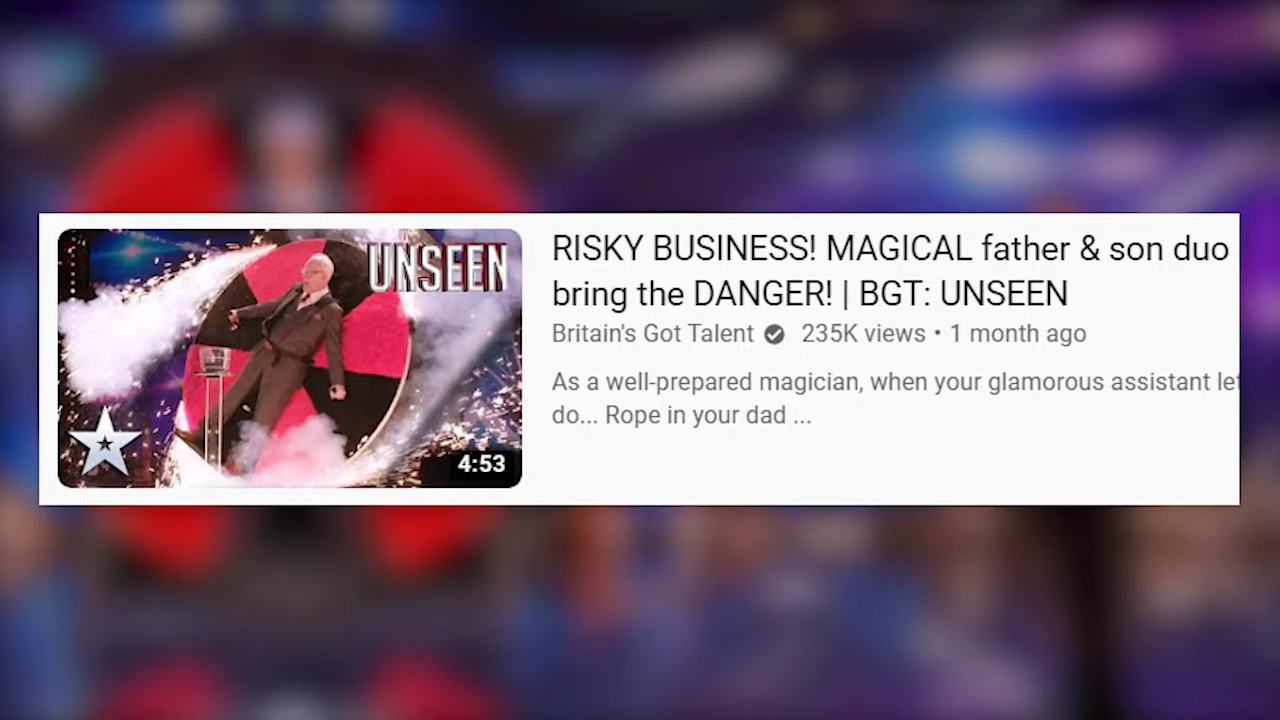 UNSEEN
4:53
RISKY BUSINESS! MAGICAL father & son duo
bring the DANGER! | BGT: UNSEEN
Britain's Got Talent 235K views • 1 month ago
As a well-prepared magician, when your glamorous assistant let
do... Rope in your dad ...